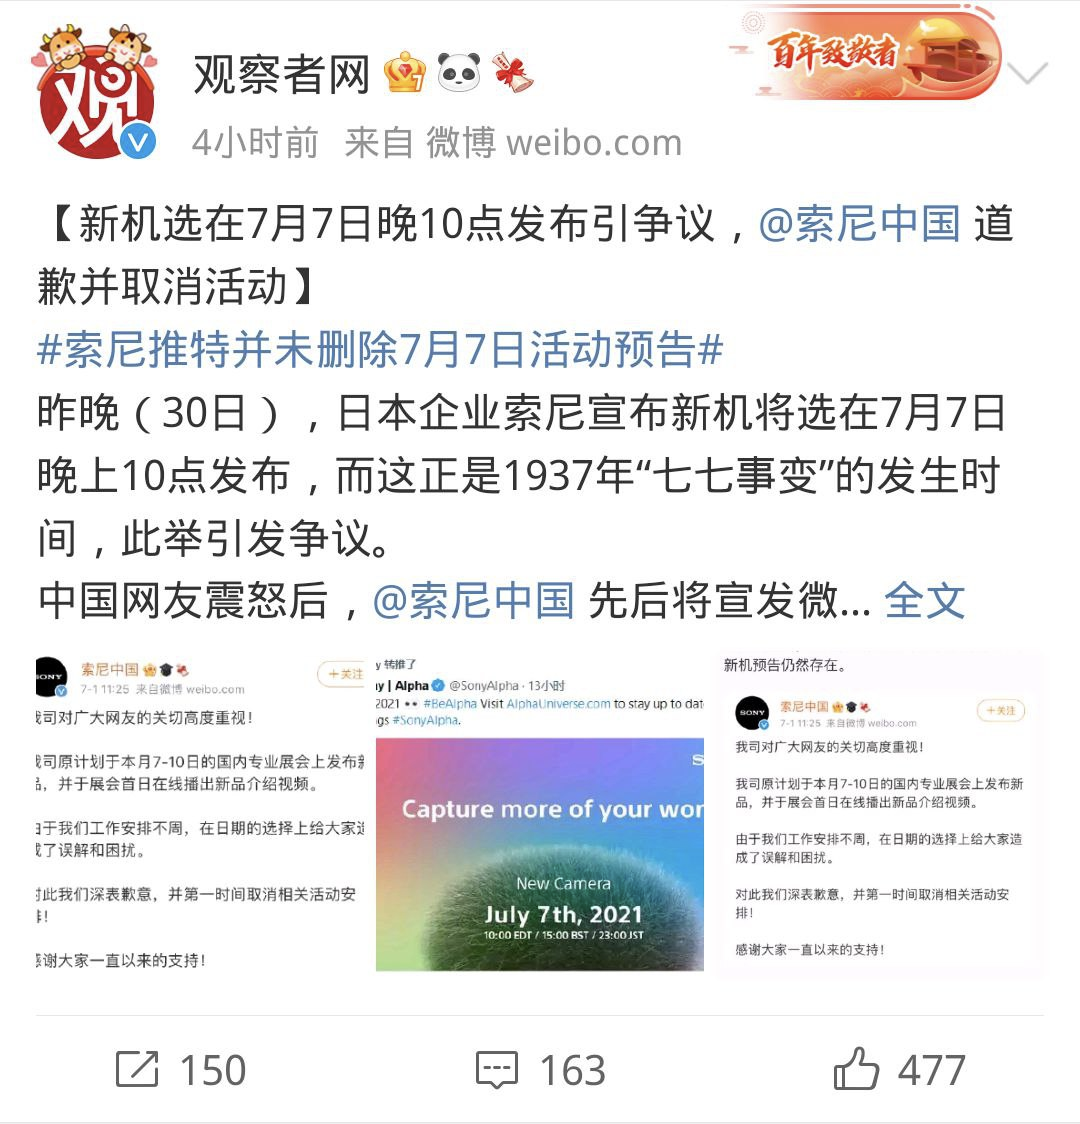 观
百年致敬者
观察者网
4小时前 来自 微博 weibo.com
【新机选在7月7日晚10点发布引争议，@索尼中国 道
歉并取消活动】
#索尼推特并未删除7月7日活动预告#
昨晚（30日），日本企业索尼宣布新机将选在7月7日
晚上10点发布，而这正是1937年“七七事变”的发生时
间，此举引发争议。
中国网友震怒后，@索尼中国 先后将宣发微... 全文
SONY
索尼中国
+关注
7-1 11:25 来自微博 weibo.com
我司对广大网友的关切高度重视！
我司原计划于本月7-10日的国内专业展会上发布新
品，并于展会首日在线播出新品介绍视频。
由于我们工作安排不周，在日期的选择上给大家造
成了误解和困扰。
对此我们深表歉意，并第一时间取消相关活动安
排！
感谢大家一直以来的支持！
y 转推了
y | Alpha @SonyAlpha · 13小时
2021 #BeAlpha Visit AlphaUniverse.com to stay up to dat
gs #SonyAlpha.
S
Capture more of your wor
New Camera
July 7th, 2021
10:00 EDT / 15:00 BST / 23:00 JST
新机预告仍然存在。
SONY
索尼中国
+关注
7-1 11:25 来自微博 weibo.com
我司对广大网友的关切高度重视！
我司原计划于本月7-10日的国内专业展会上发布新
品，并于展会首日在线播出新品介绍视频。
由于我们工作安排不周，在日期的选择上给大家造
成了误解和困扰。
对此我们深表歉意，并第一时间取消相关活动安
排！
感谢大家一直以来的支持！
150
163
477